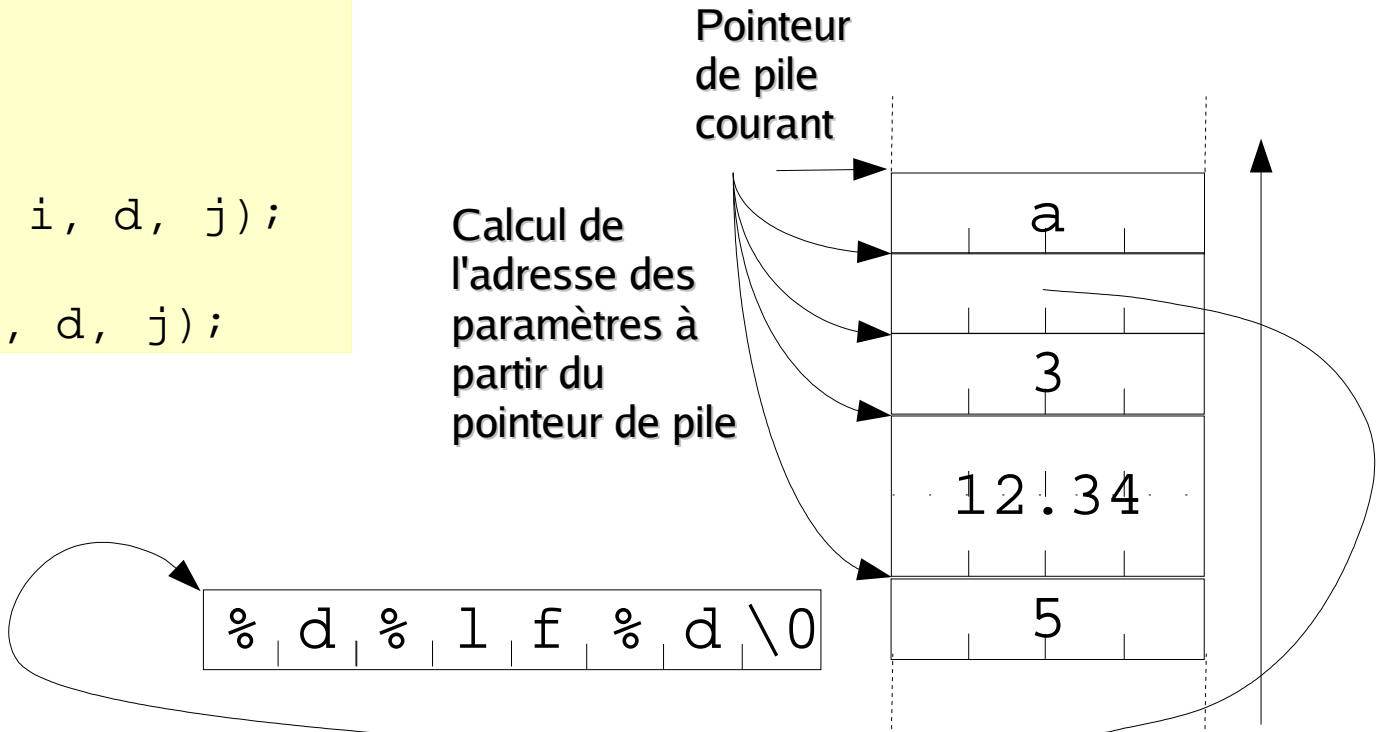 i, d, j);
, d, j);
Pointeur
de pile
courant
Calcul de
l'adresse des
paramètres à
partir du
pointeur de pile
a
3
12.34
5
%d%lf%d\0